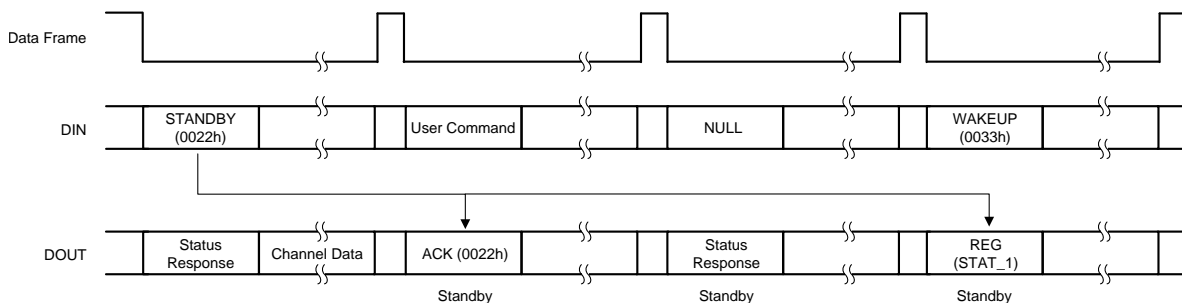 Data Frame
DIN
STANDBY
(0022h)
User Command
NULL
WAKEUP
(0033h)
DOUT
Status
Response
Channel Data
ACK (0022h)
Status
Response
REG
(STAT_1)
Standby
Standby
Standby